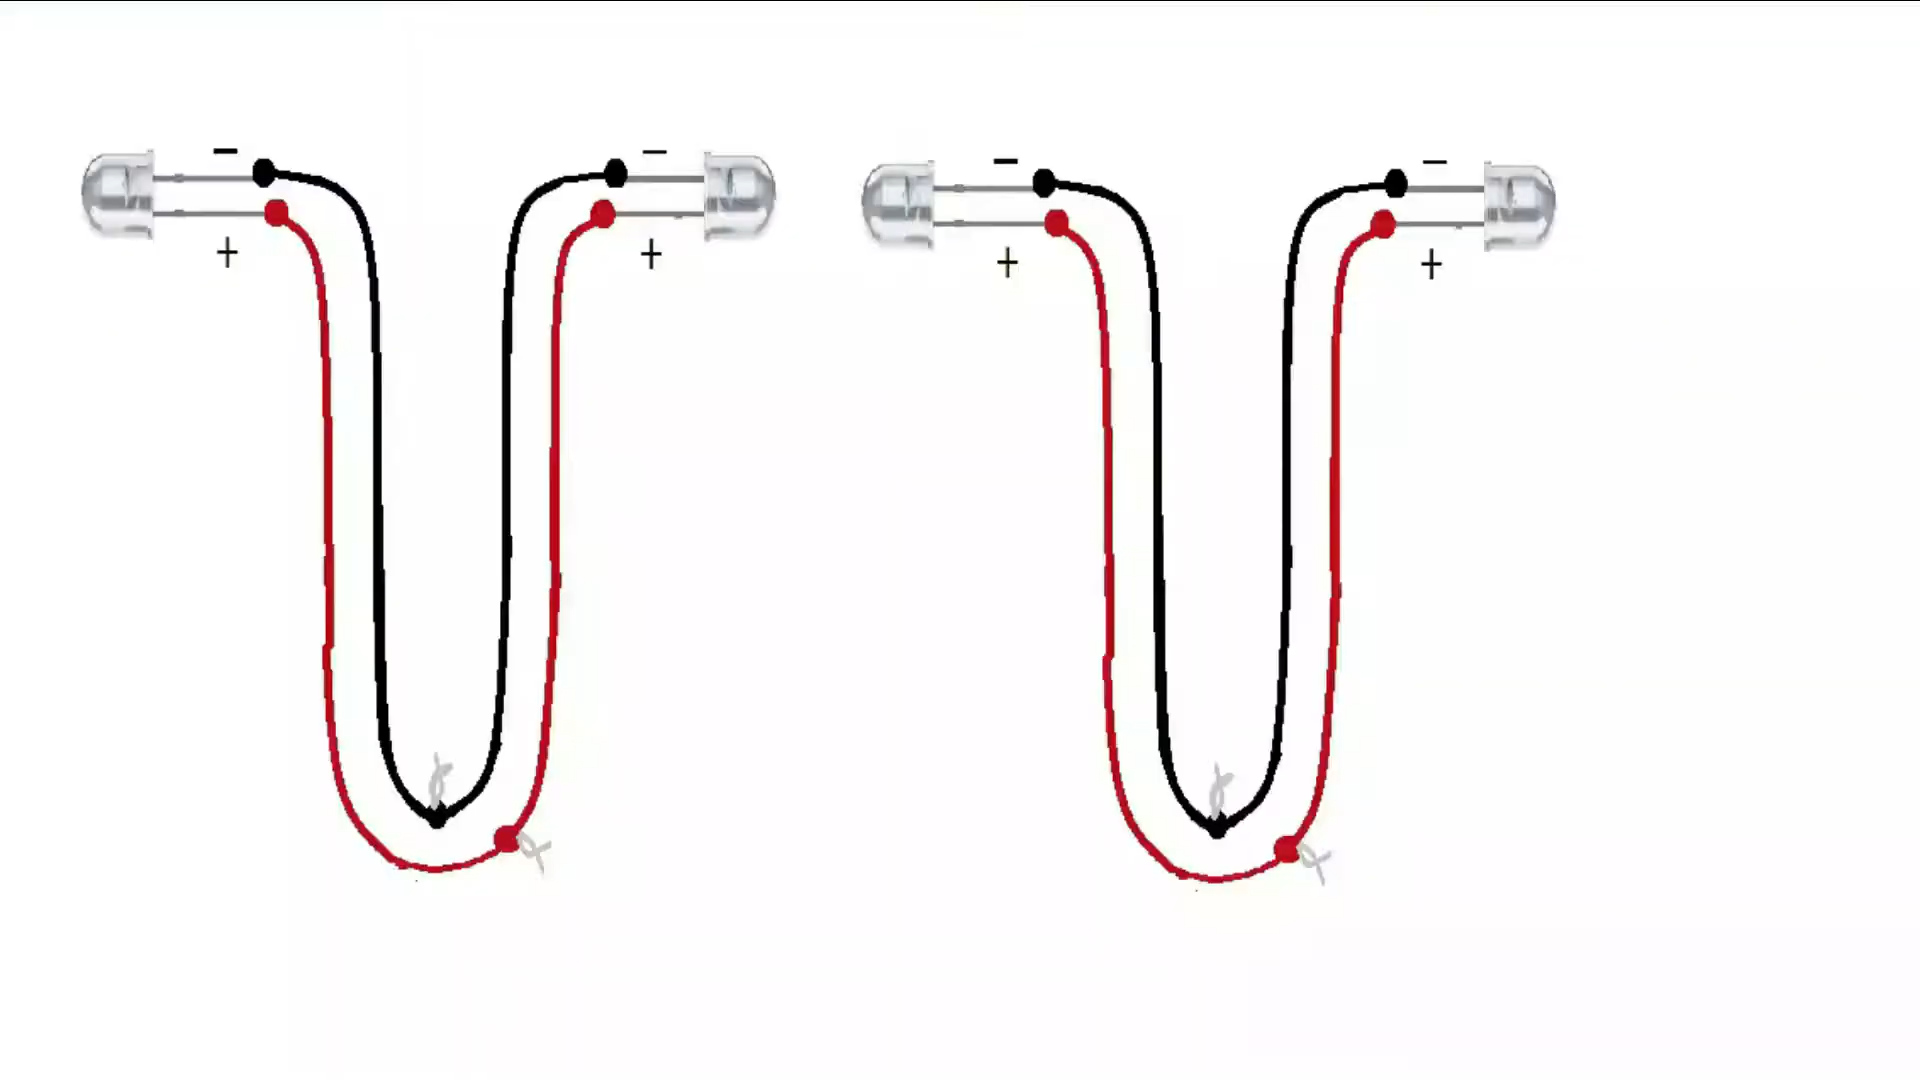 − − − −
+ + + +